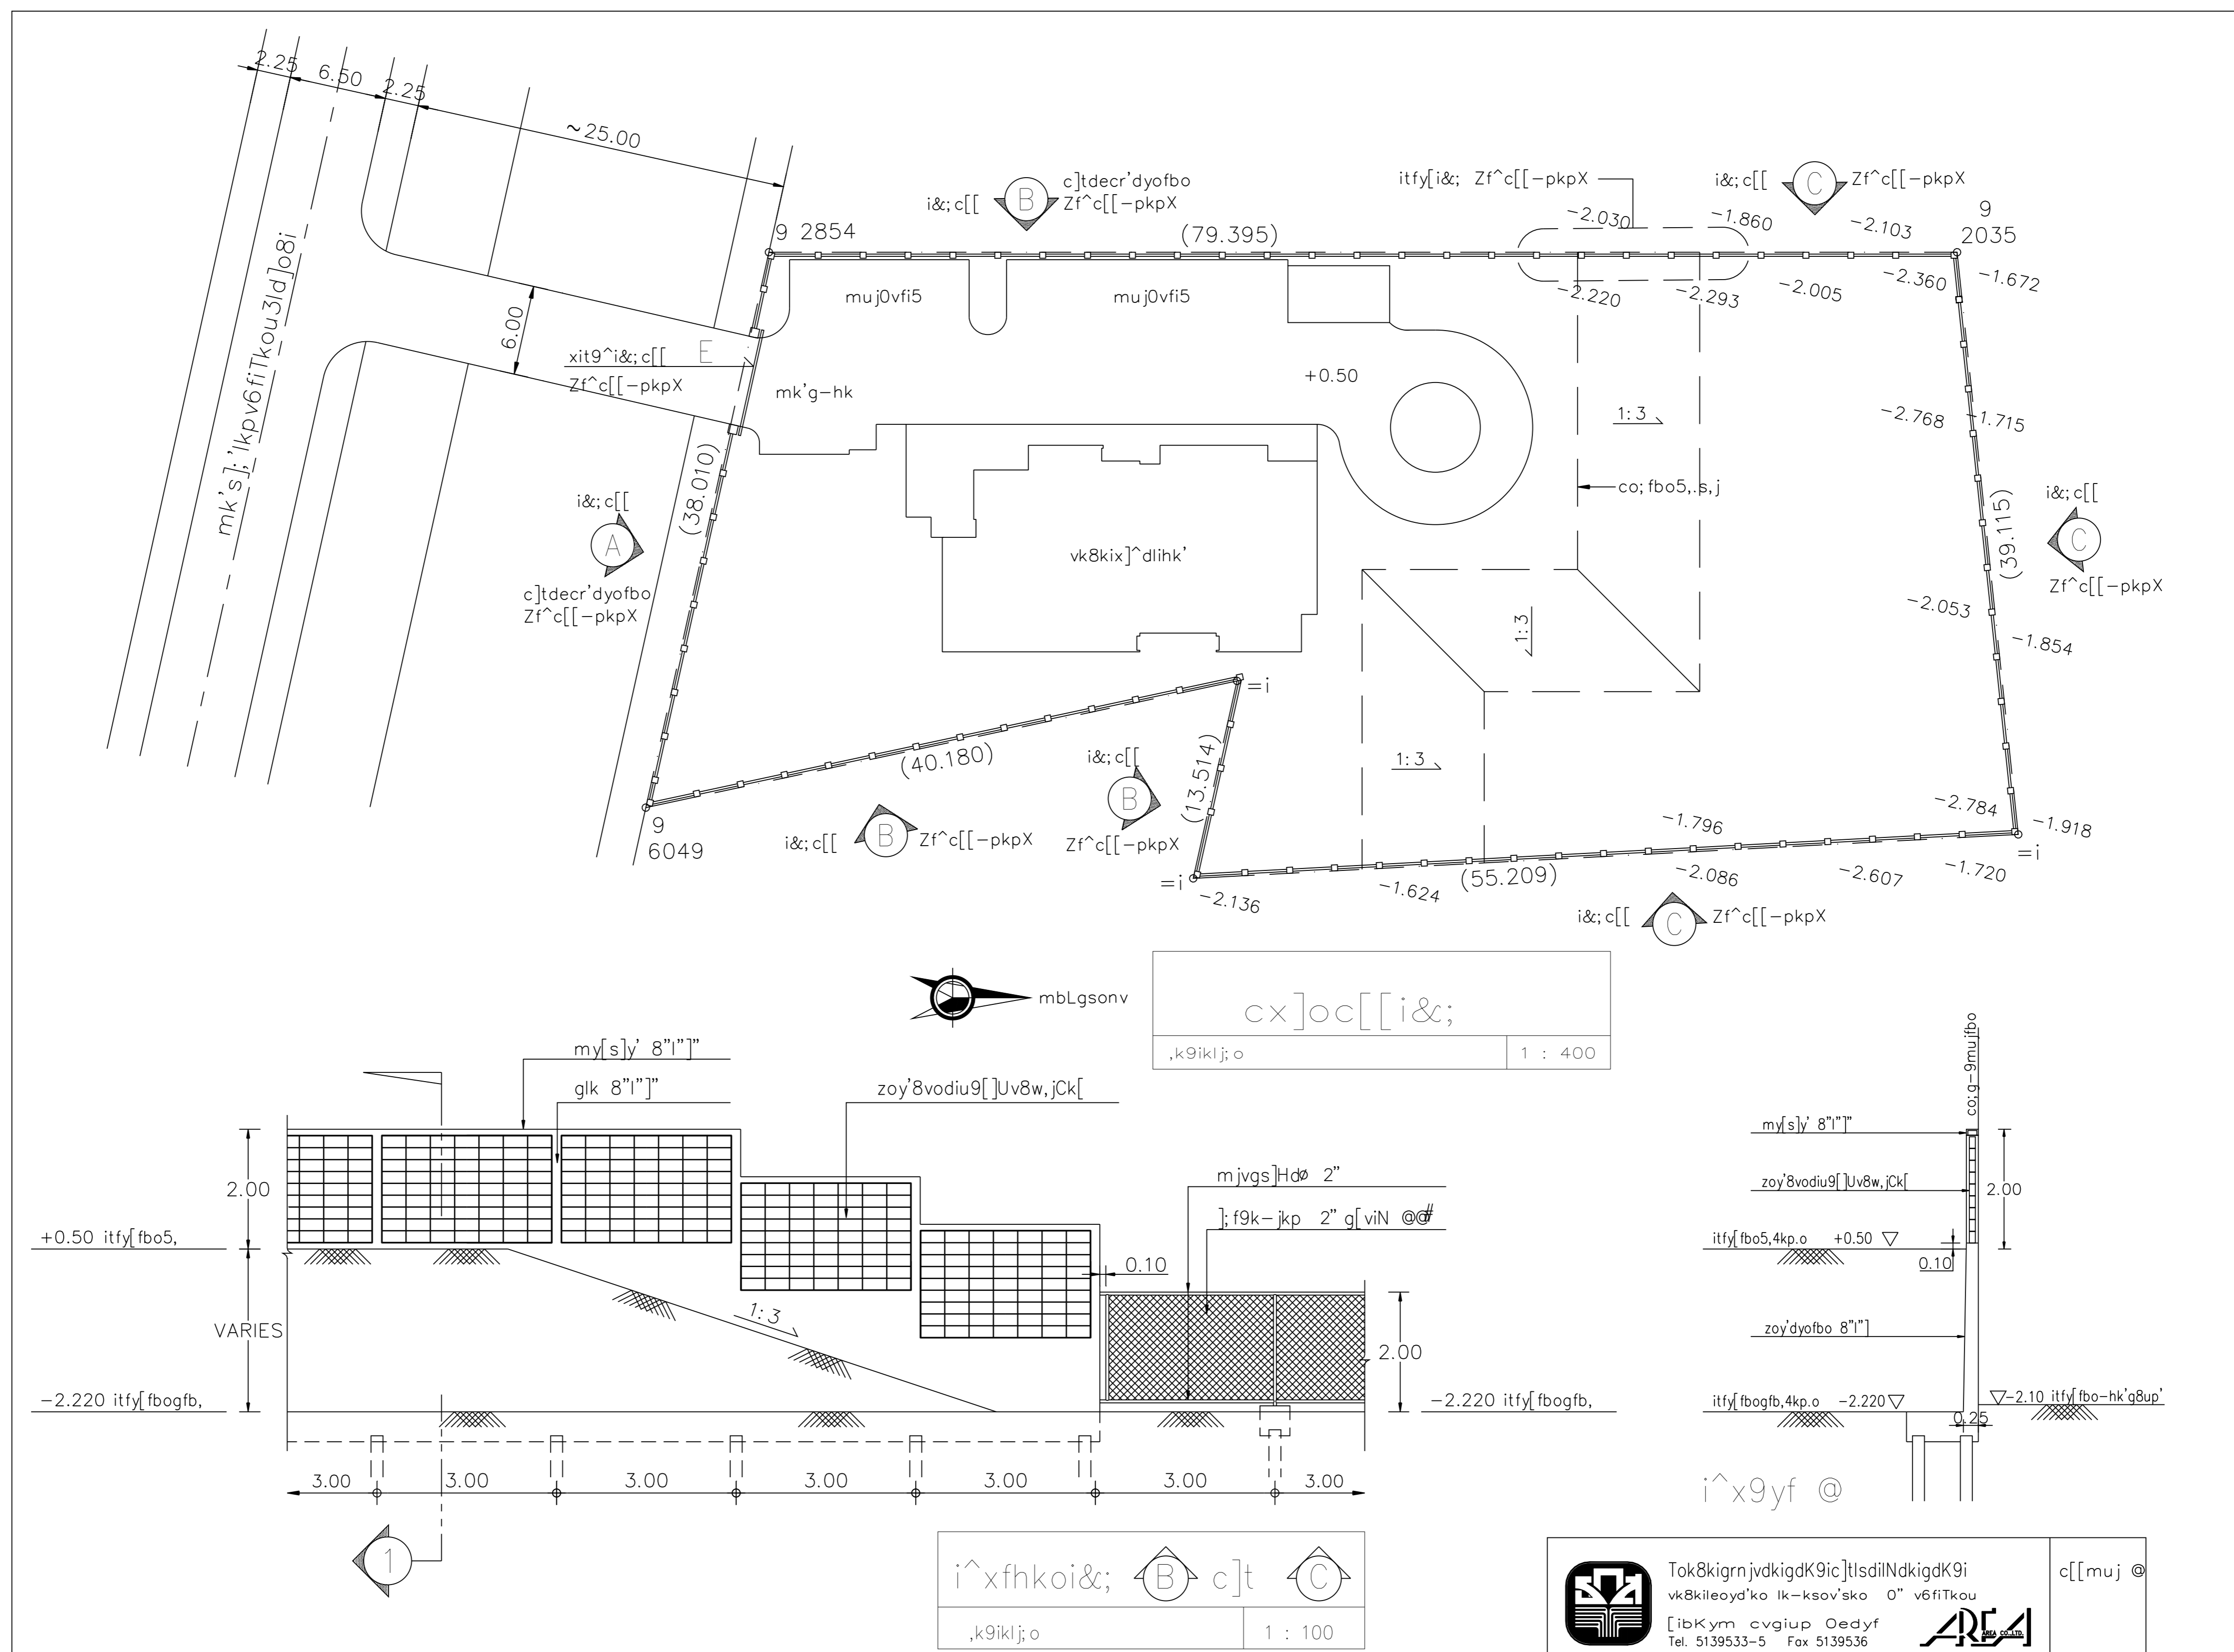 2.25
6.50
2.25
~25.00
mk's];'lkpv6fiTkou3ld]o8i
6.00
xit9^i&;c[[ E
Zf^c[[-pkpX
9 2854
i&;c[[ B
c]tdecr'dyofbo
Zf^c[[-pkpX
(79.395)
itfy[i&; Zf^c[[-pkpX
i&;c[[ C Zf^c[[-pkpX
-2.030
-1.860
-2.103
9
2035
-2.220
-2.293
-2.005
-2.360
-1.672
muj0vfi5
muj0vfi5
mk'g-hk
+0.50
1:3
-2.768
-1.715
co;fbo5,.s,j
(38.010)
i&;c[[
A
c]tdecr'dyofbo
Zf^c[[-pkpX
vk8kix]^dlihk'
i&;c[[
C
Zf^c[[-pkpX
(39.115)
-2.053
-1.854
1:3
=i
(40.180)
i&;c[[
B
Zf^c[[-pkpX
(13.514)
1:3
9
6049
i&;c[[ B Zf^c[[-pkpX
-1.796
-2.784
-1.918
=i
=i
-2.136
-1.624
(55.209)
-2.086
-2.607
-1.720
i&;c[[ C Zf^c[[-pkpX
mbLgsonv
cx]oc[[i&;
,k9iklj;o 1 : 400
my[s]y' 8"l"]"
glk 8"l"]"
zoy'8vodiu9[]Uv8w,jCk[
2.00
+0.50 itfy[fbo5,
VARIES
-2.220 itfy[fbogfb,
1:3
mjvgs]Hdø 2"
];f9k-jkp 2" g[viN @@#
0.10
2.00
-2.220 itfy[fbogfb,
3.00 3.00 3.00 3.00 3.00 3.00 3.00
1
i^xfhkoi&; B c]t C
,k9iklj;o 1 : 100
co;g-9mujfbo
my[s]y' 8"l"]"
zoy'8vodiu9[]Uv8w,jCk[
2.00
itfy[fbo5,4kp.o +0.50
0.10
zoy'dyofbo 8"l"]
itfy[fbogfb,4kp.o -2.220
-2.10 itfy[fbo-hk'g8up'
0.25
i^x9yf @
Tok8kigrnjvdkigdK9ic]tlsdilNdkigdK9i
vk8kileoyd'ko lk-ksov'sko 0" v6fiTkou
[ibKym cvgiup 0edyf
Tel. 5139533-5 Fax 5139536
AREA
AREA CO.,LTD.
c[[muj @